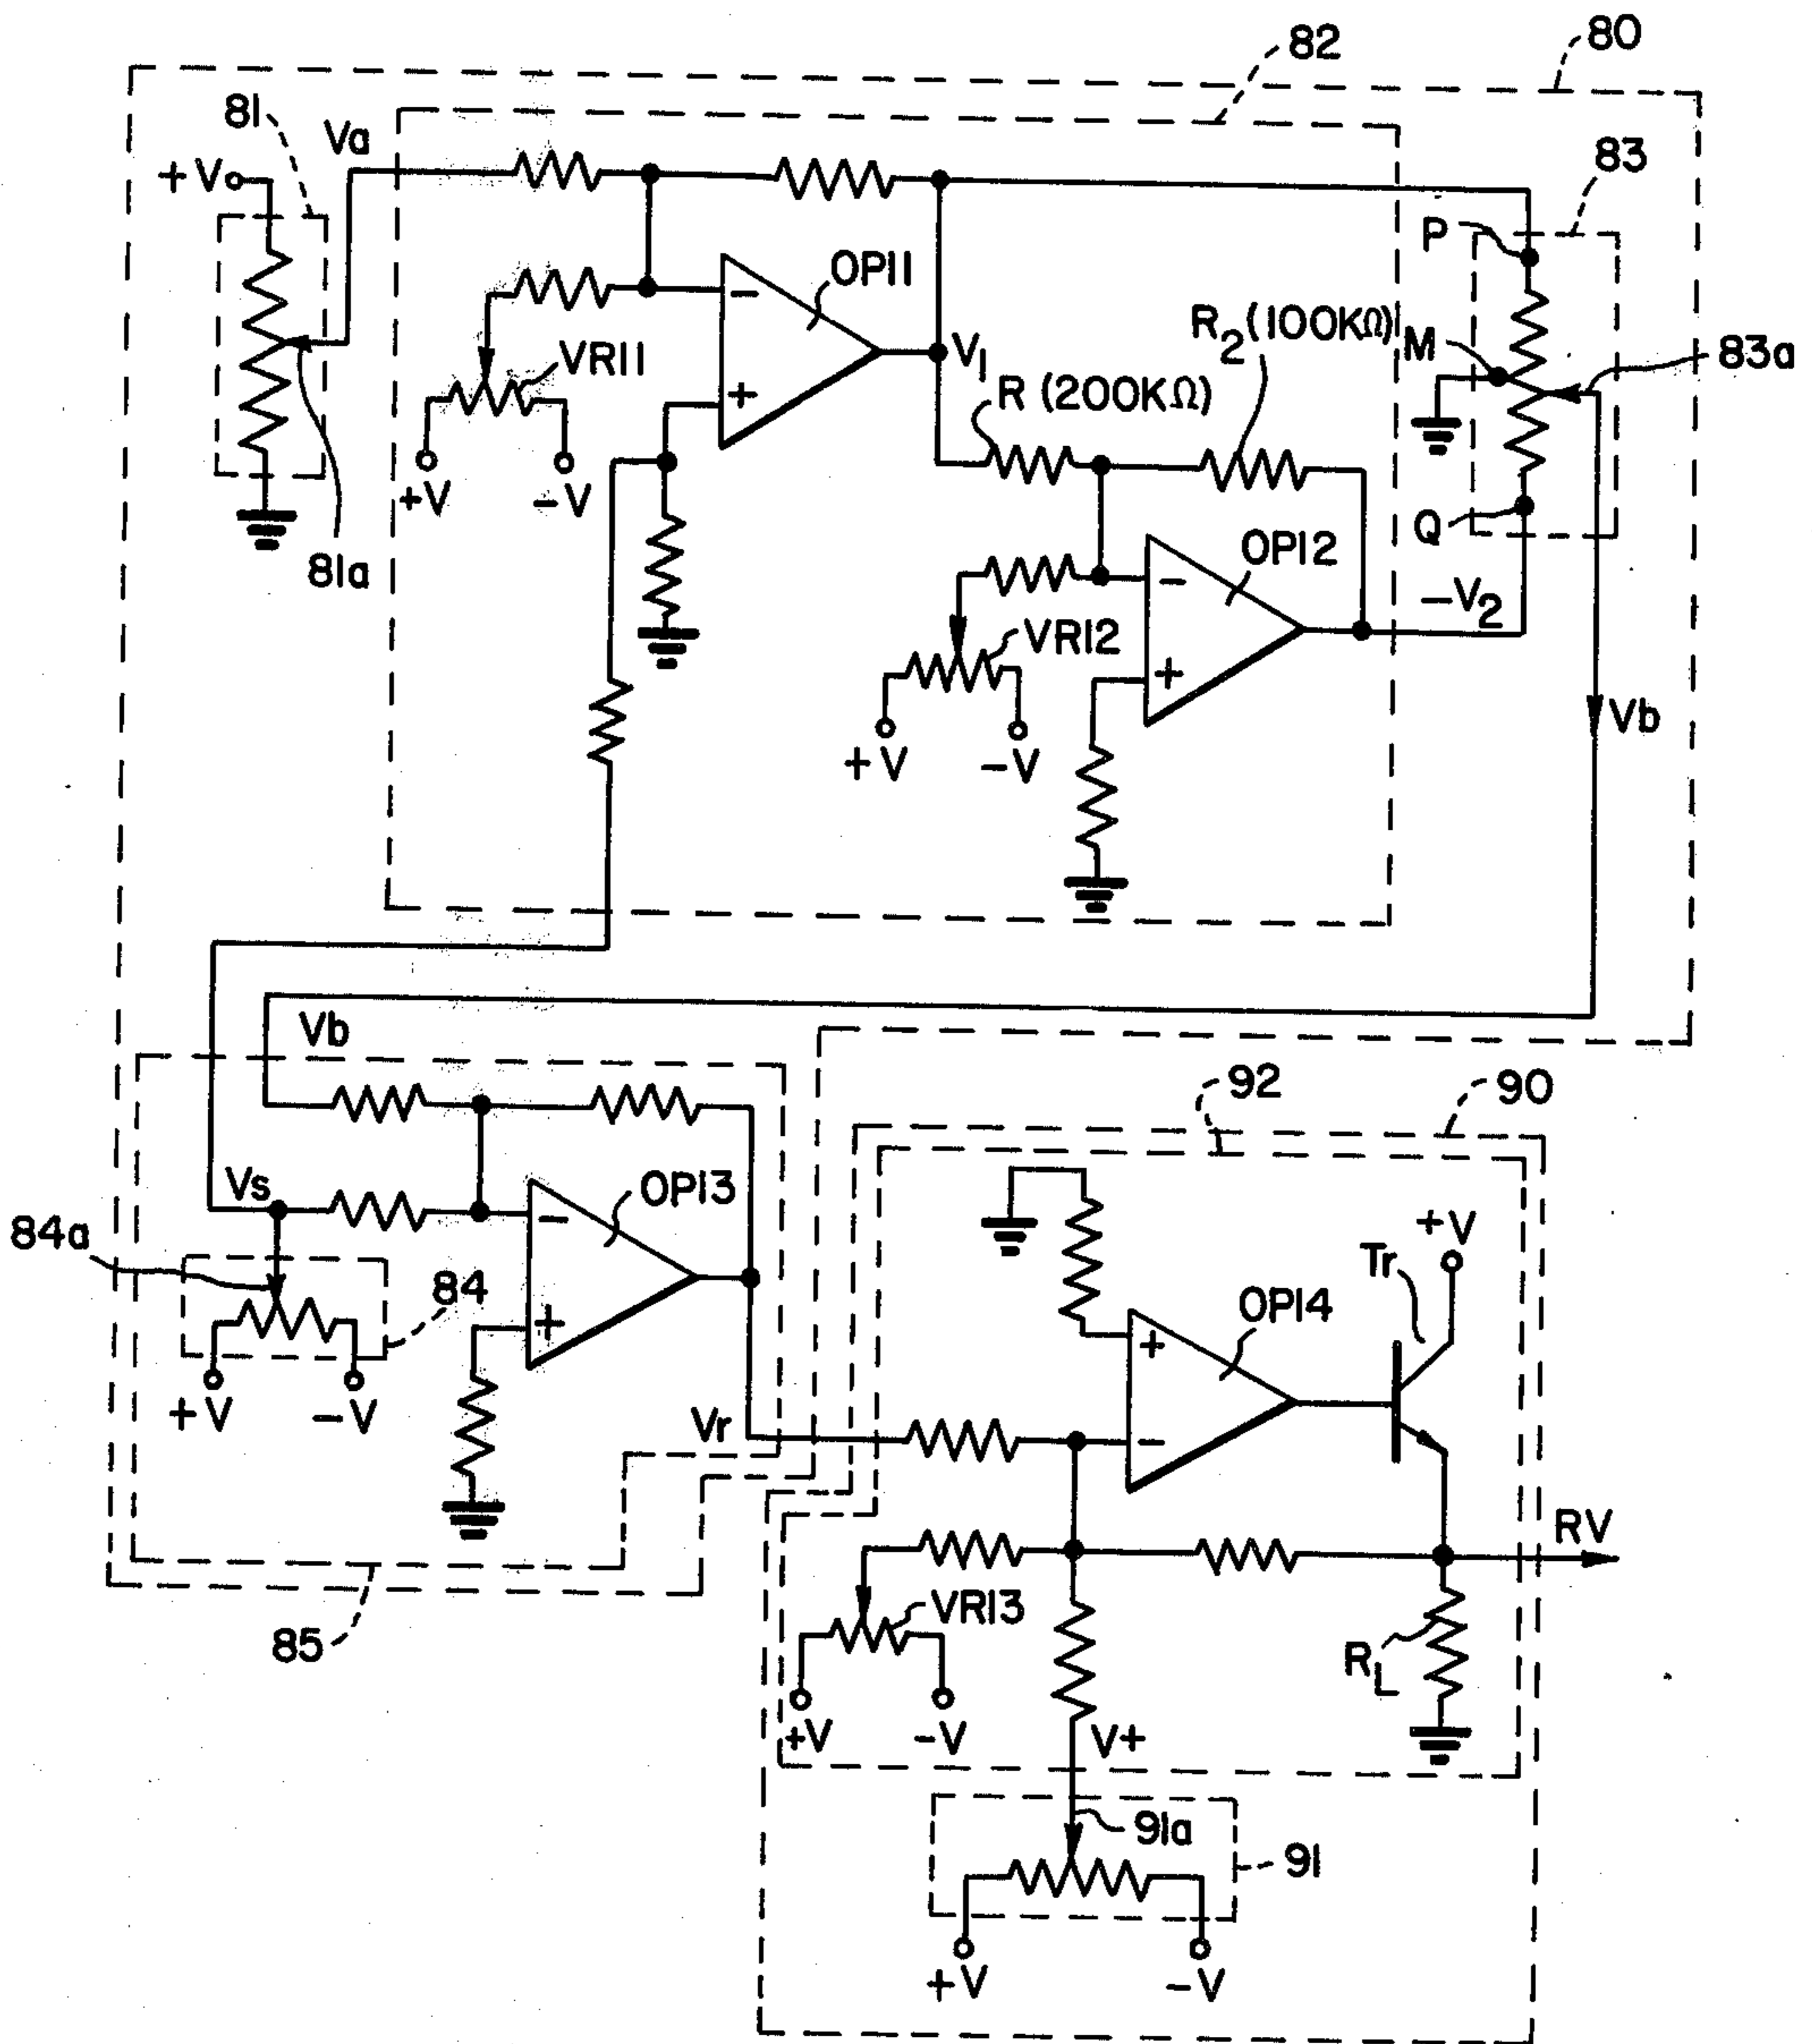 80
82
81
Va
83
+V
P
OP11
R2 (100KΩ)
M
83a
VR11
V1
R (200KΩ)
+V
-V
Q
81a
OP12
-V2
VR12
Vb
+V
-V
Vb
92
90
Vs
OP13
84a
84
+V
Tr
OP14
+V
-V
Vr
RV
VR13
85
RL
+V
-V
V+
91a
91
+V
-V